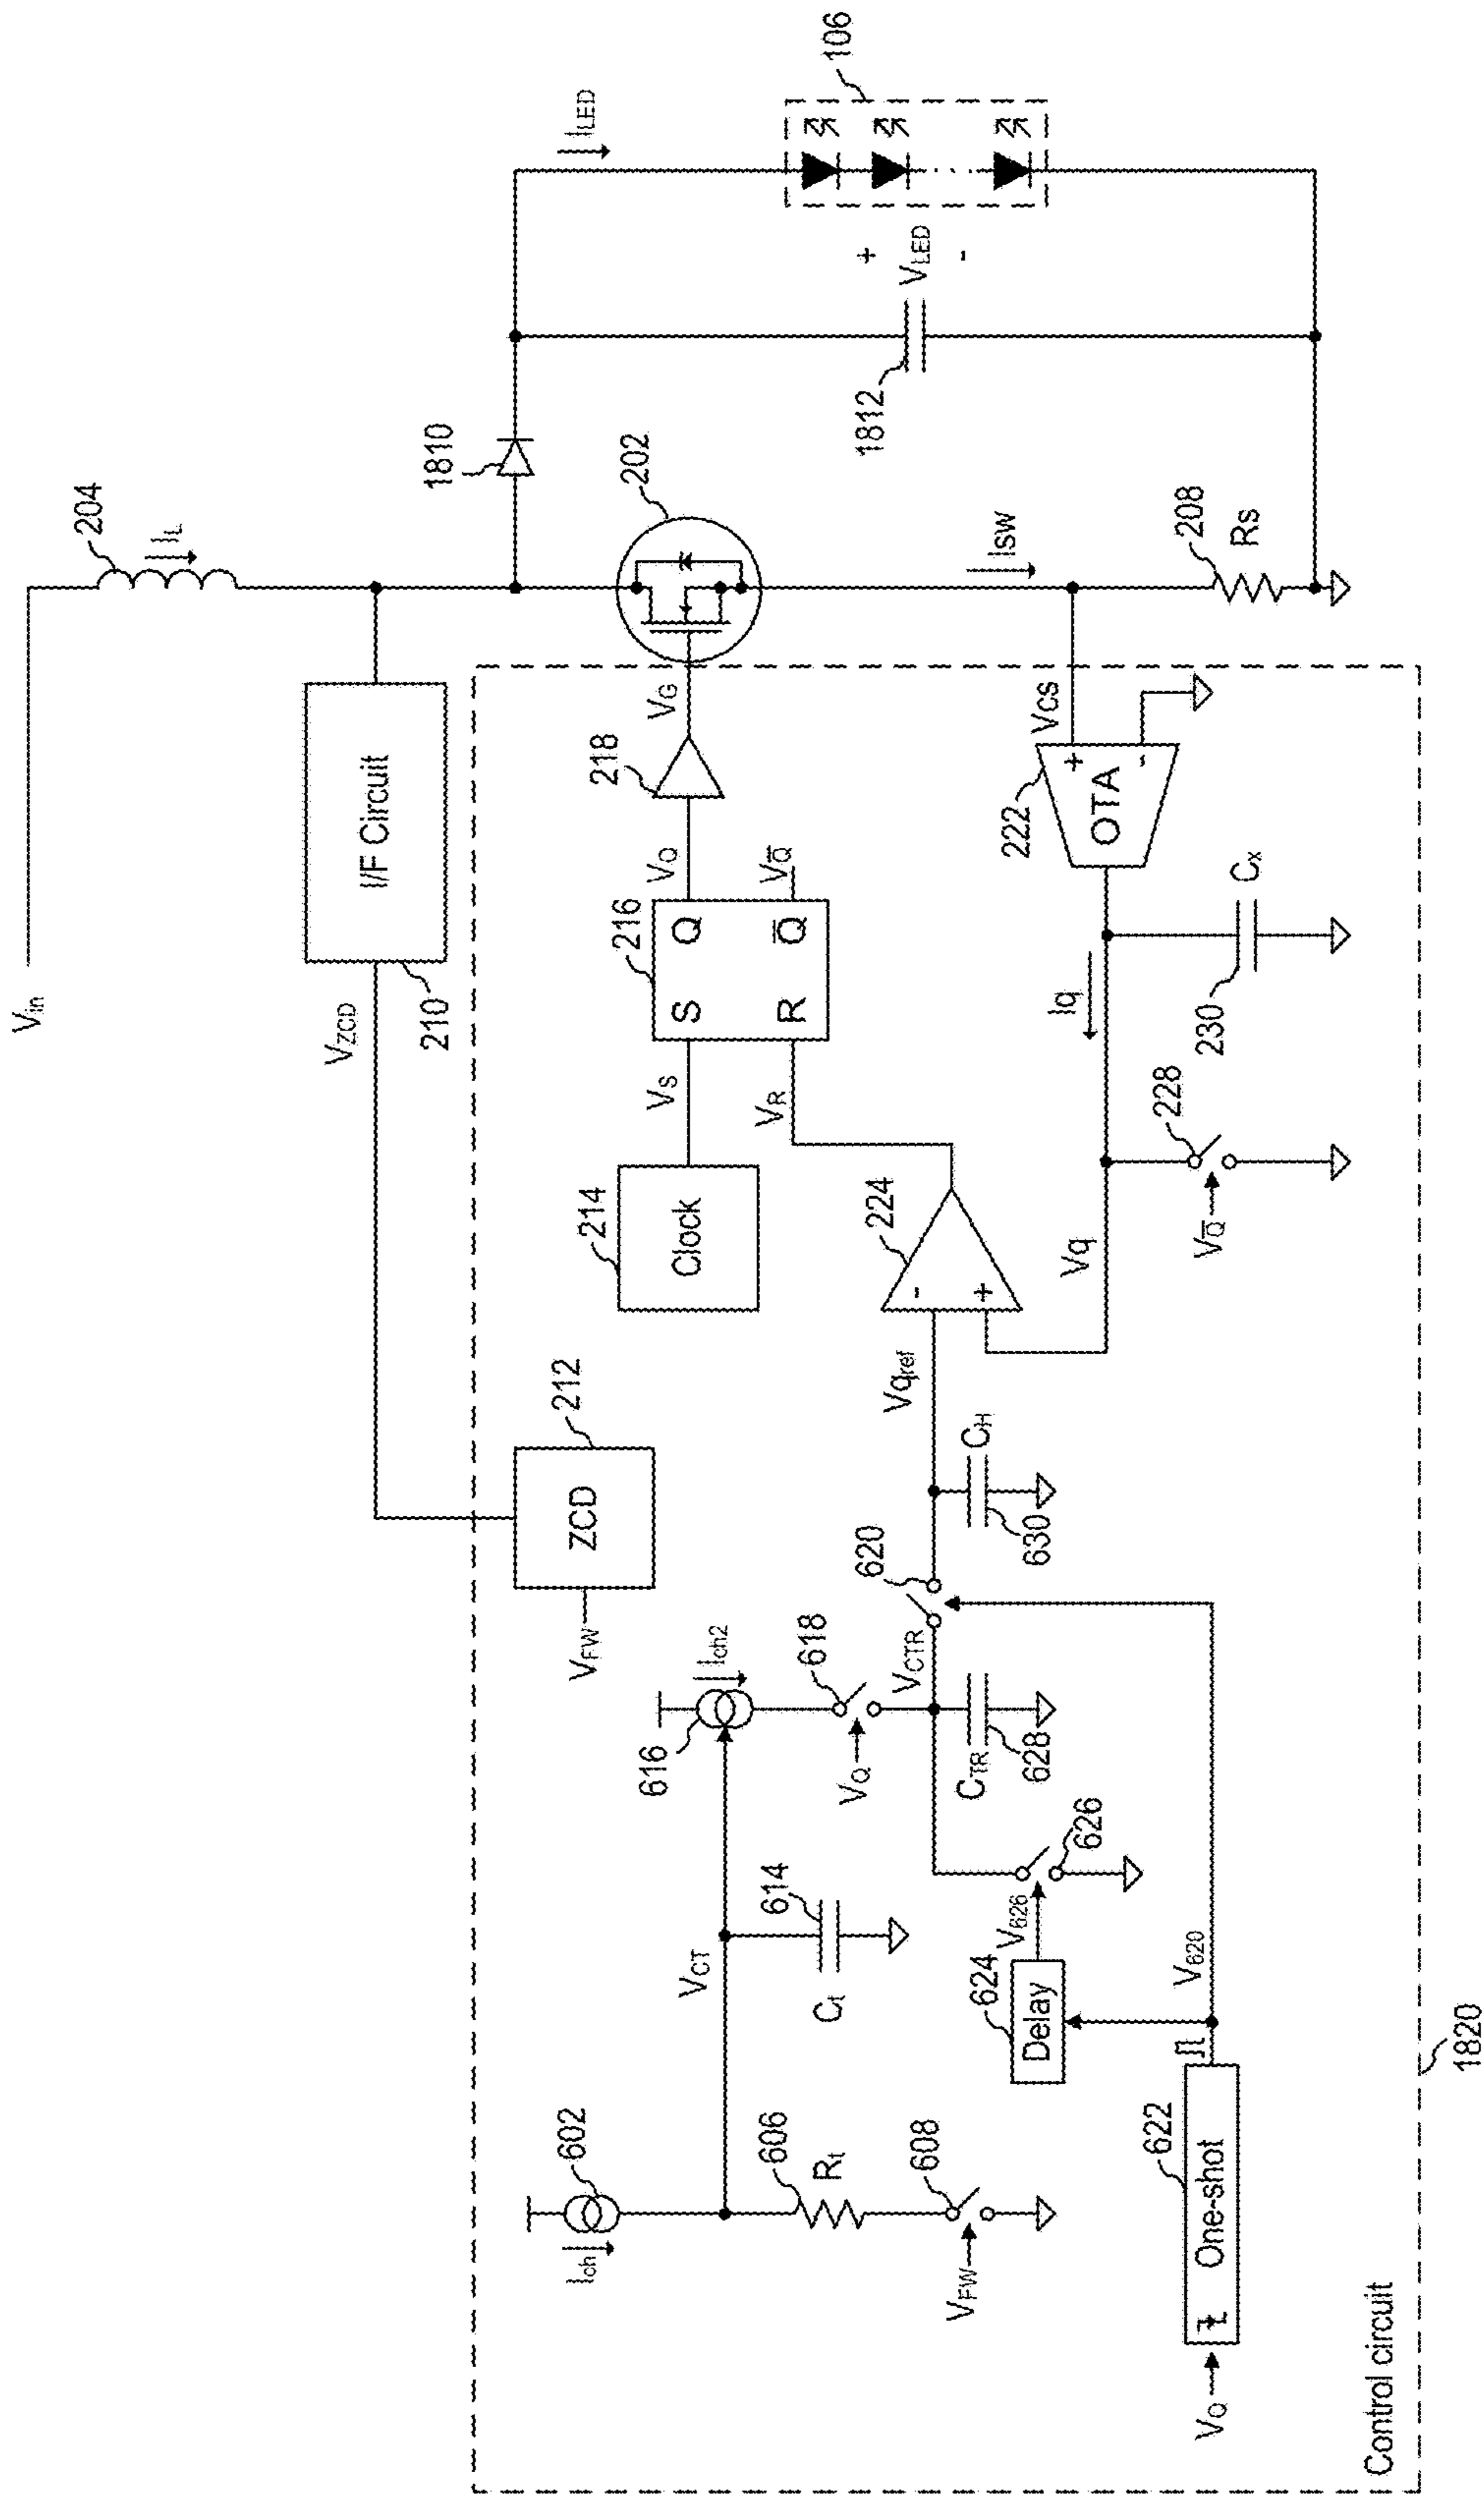 Vin
204
IL
1810
ILED
106
+
VLED
-
1812
202
ISW
208
Rs
I/F Circuit
VZCD
210
ZCD
212
VFW
Clock
214
VS
VR
216
S
Q
R
Q̅
VQ
VQ̅
218
VG
VCS
222
+
-
OTA
Iq
Cx
230
228
VQ̅
Vq
224
-
+
Vqref
CH
630
620
VCTR
616
Ich2
618
VQ
CTR
628
626
V626
624
Delay
V620
614
Ct
VCT
602
Ich
606
Rt
608
VFW
622
One-shot
VQ
Control circuit
1820